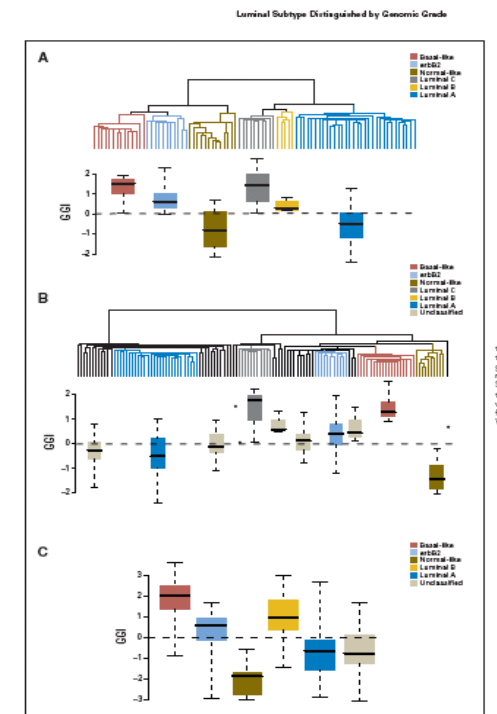 Luminal Subtype Distinguished by Genomic Grade
A
Basal-like
erbB2
Normal-like
Luminal C
Luminal B
Luminal A
2
1
0
−1
−2
GGI
Basal-like
erbB2
Normal-like
Luminal C
Luminal B
Luminal A
Unclassified
B
2
1
0
−1
−2
GGI
*
*
*
C
Basal-like
erbB2
Normal-like
Luminal B
Luminal A
Unclassified
3
2
1
0
−1
−2
−3
GGI